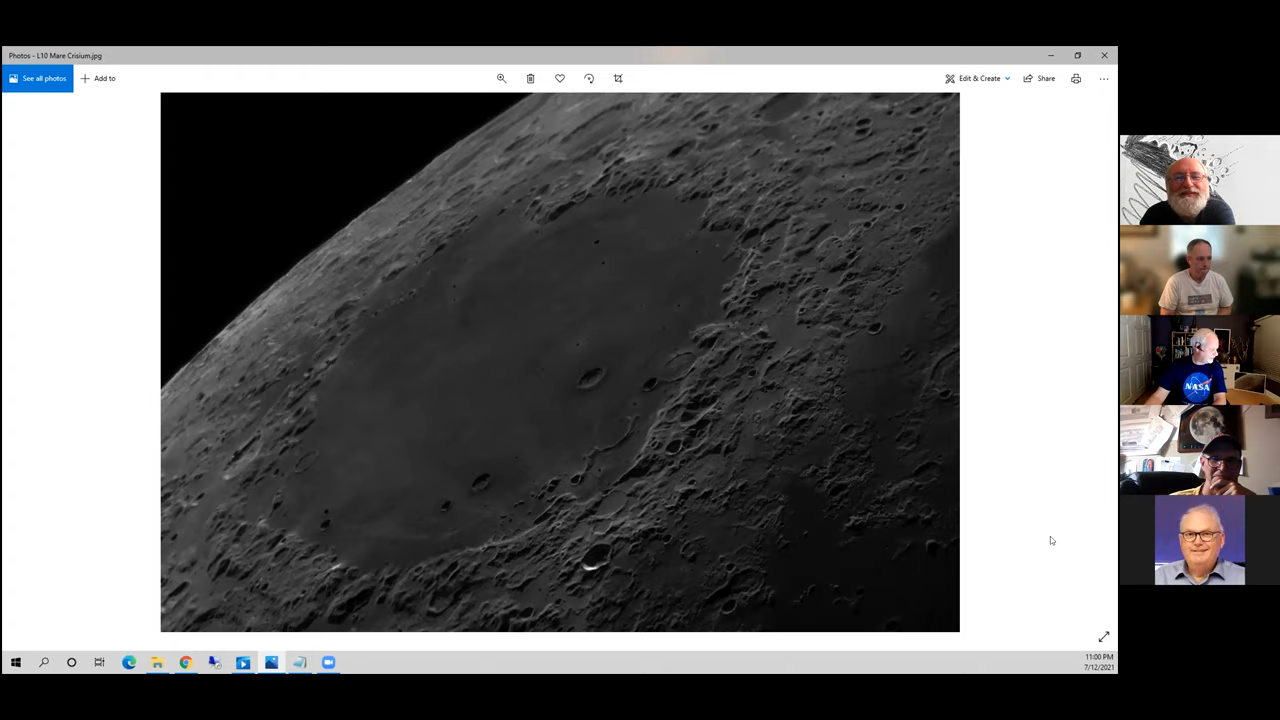 Photos - L10 Mare Crisium.jpg
See all photos
Add to
Edit & Create
Share
NASA
11:00 PM
7/12/2021